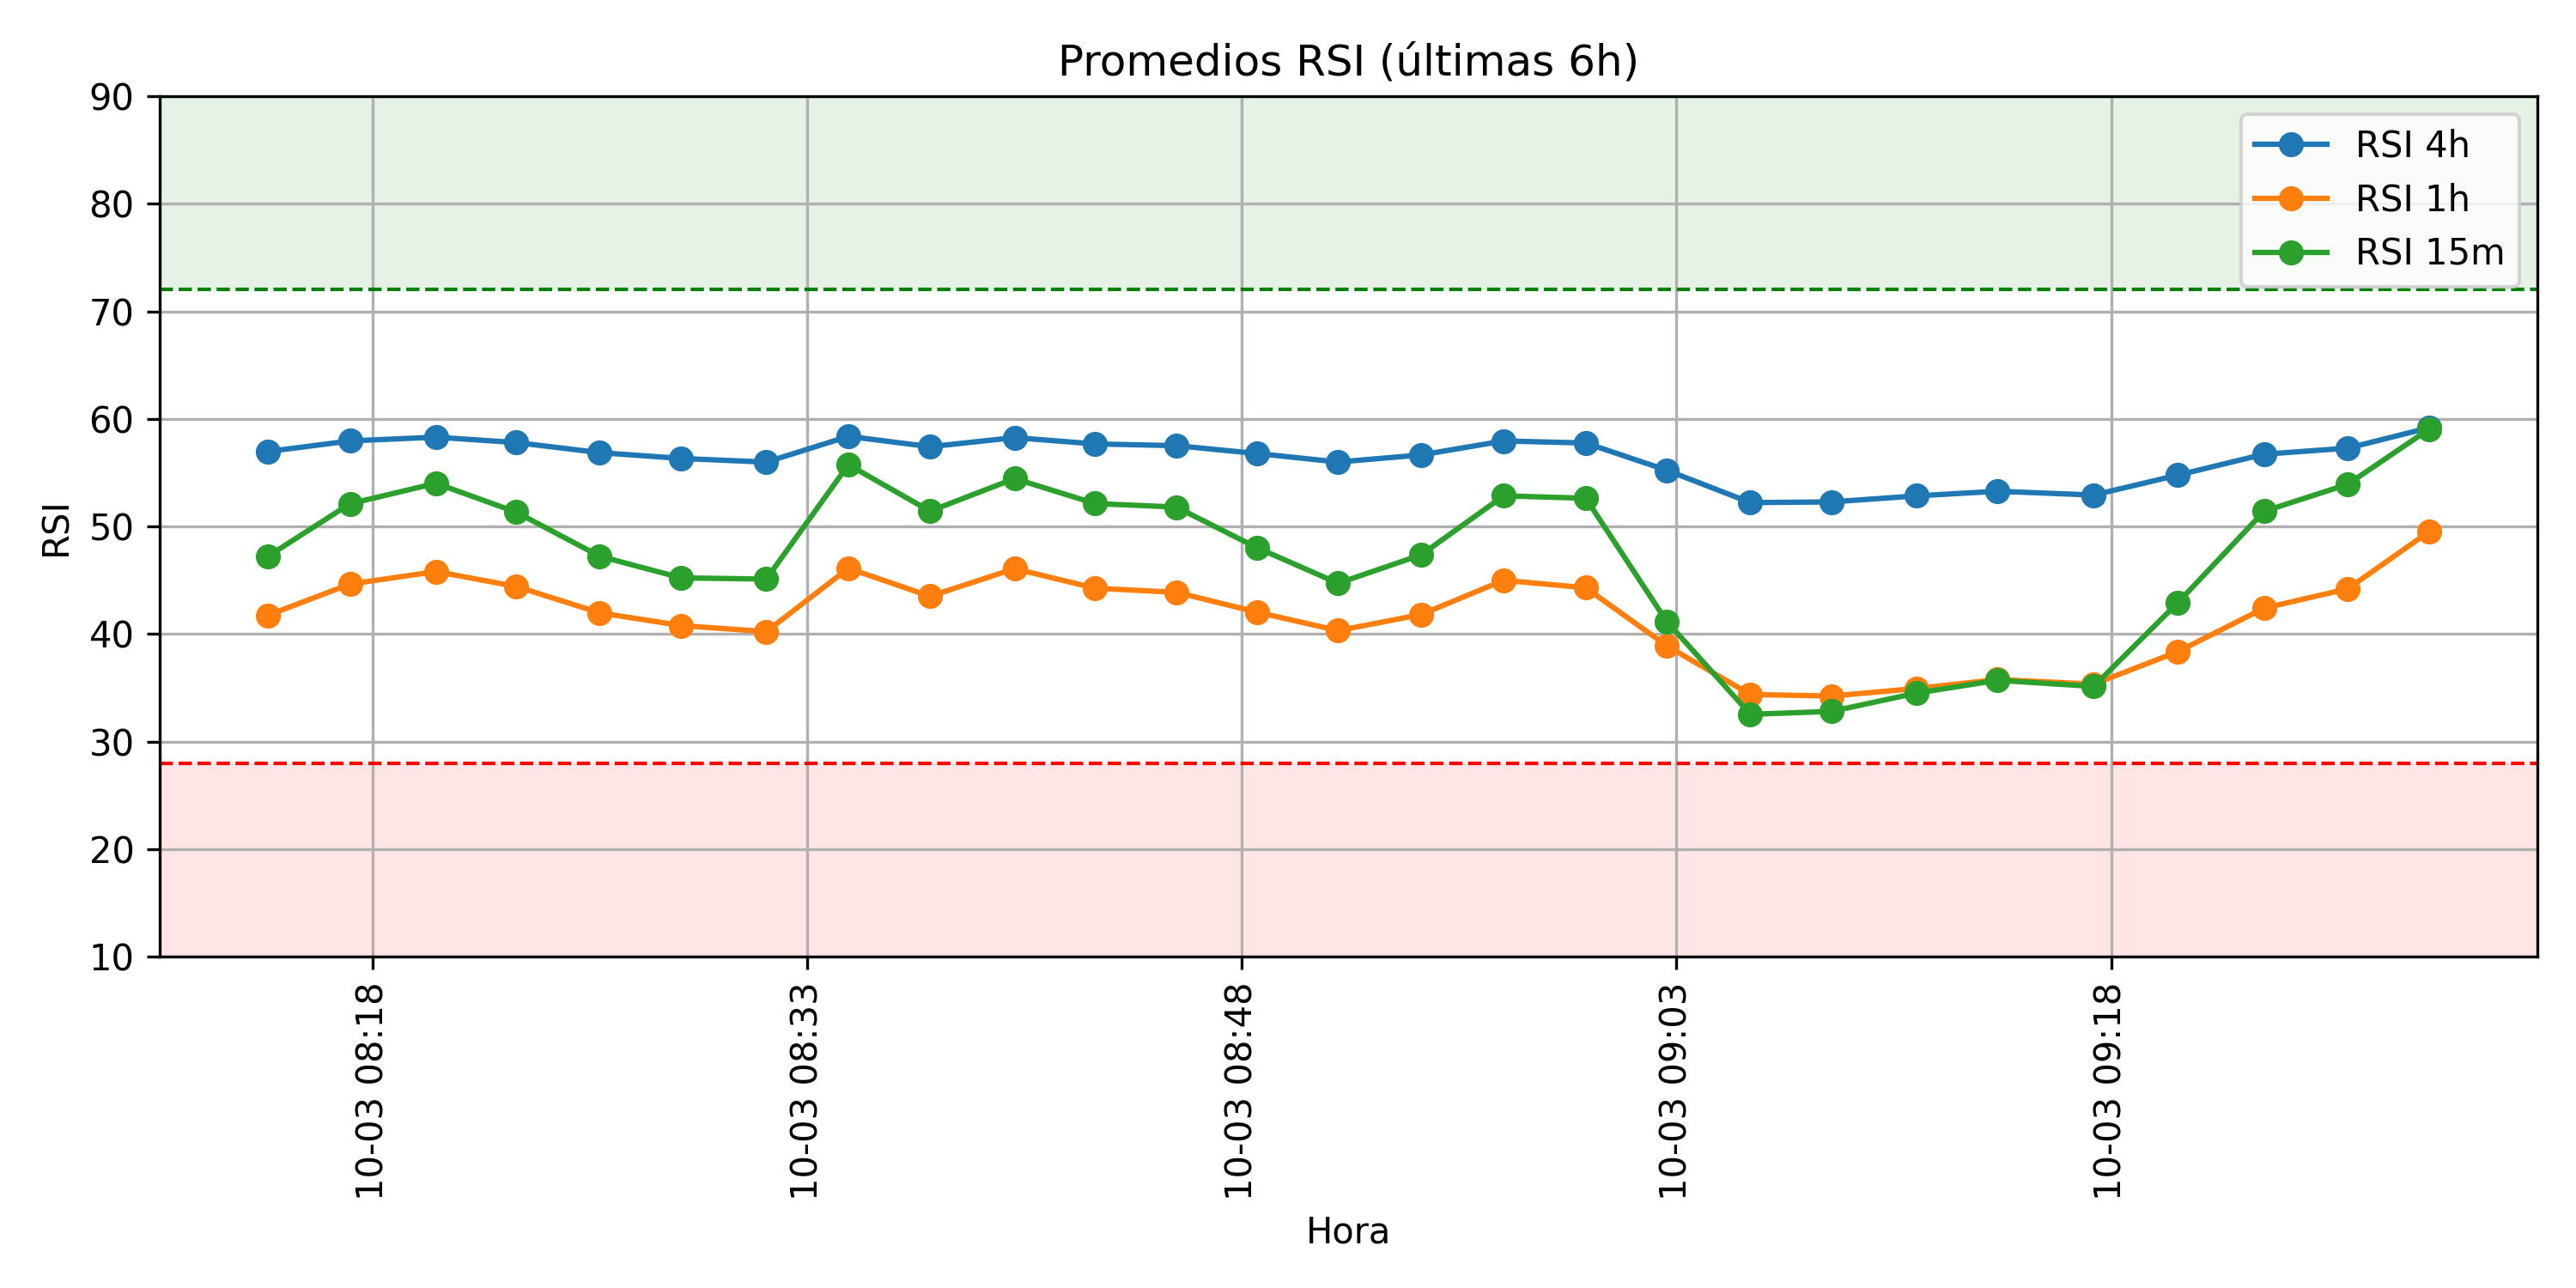 Promedios RSI (últimas 6h)
90
80
70
60
50
40
30
20
10
RSI
RSI 4h
RSI 1h
RSI 15m
10-03 08:18
10-03 08:33
10-03 08:48
10-03 09:03
10-03 09:18
Hora